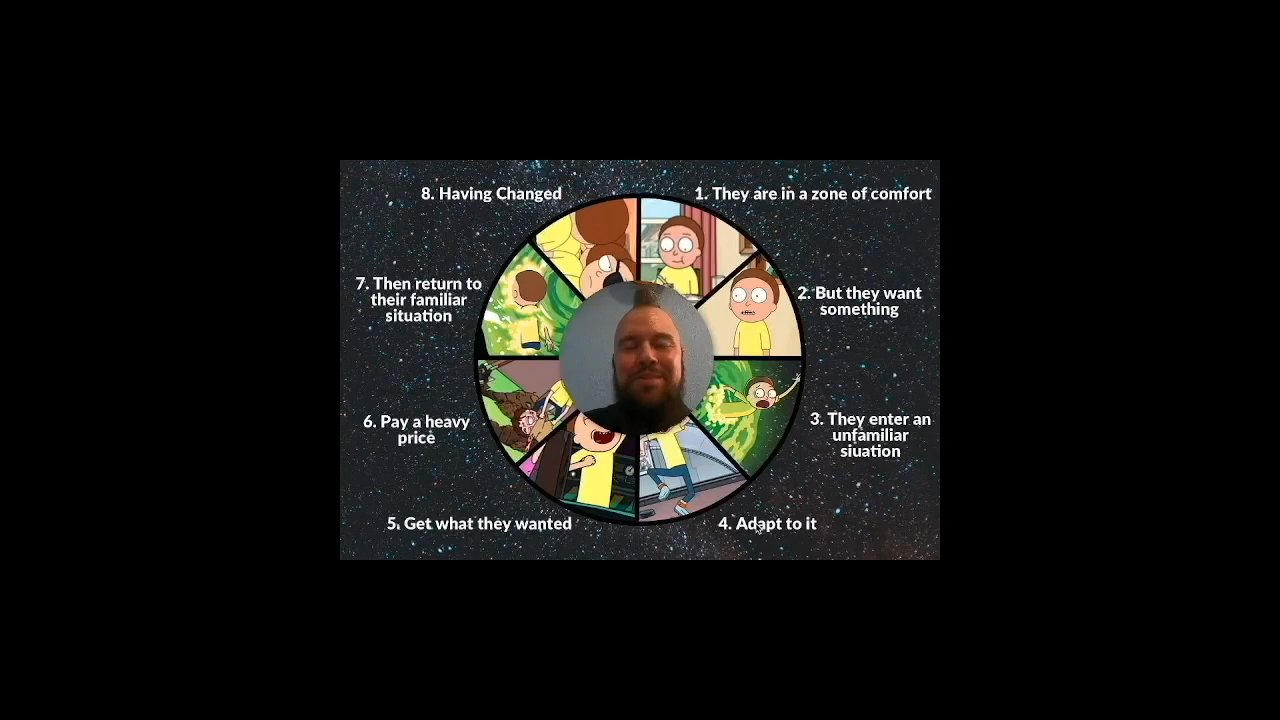 8. Having Changed
1. They are in a zone of comfort
7. Then return to
their familiar
situation
2. But they want
something
6. Pay a heavy
price
3. They enter an
unfamiliar
siuation
5. Get what they wanted
4. Adapt to it